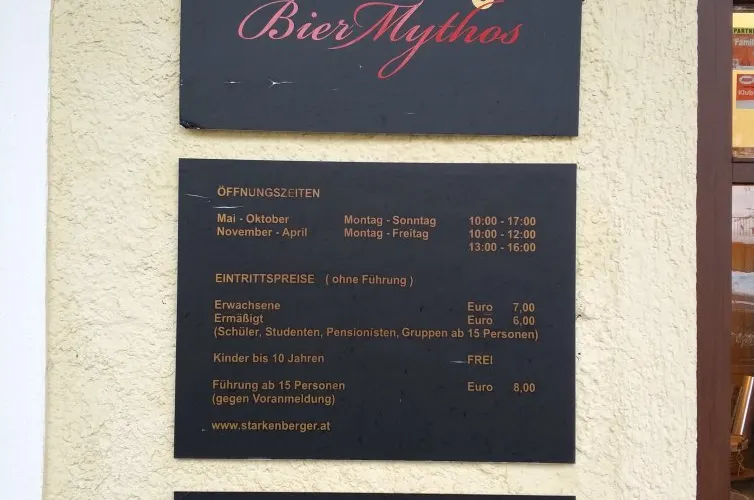 BierMythos
PARTN
Famil
Klub
ÖFFNUNGSZEITEN
Mai - Oktober Montag - Sonntag 10:00 - 17:00
November - April Montag - Freitag 10:00 - 12:00
13:00 - 16:00
EINTRITTSPREISE ( ohne Führung )
Erwachsene Euro 7,00
Ermäßigt Euro 6,00
(Schüler, Studenten, Pensionisten, Gruppen ab 15 Personen)
Kinder bis 10 Jahren FREI
Führung ab 15 Personen Euro 8,00
(gegen Voranmeldung)
www.starkenberger.at